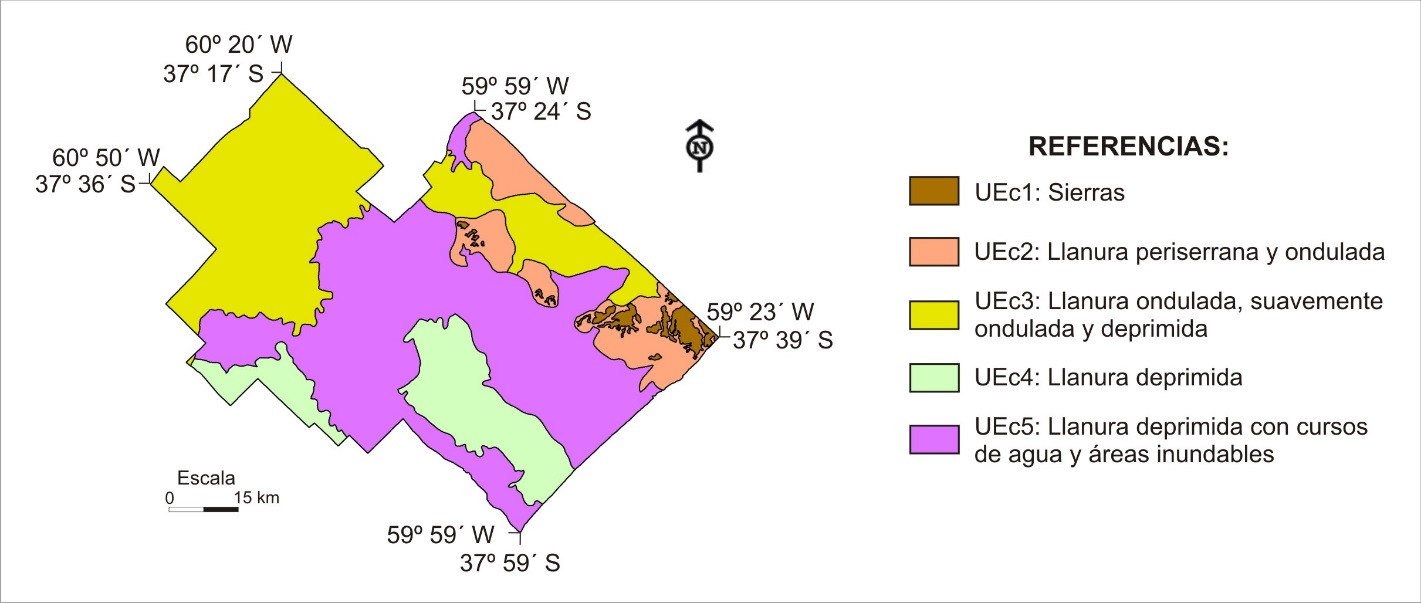 60º 20´ W
37º 17´ S
59º 59´ W
37º 24´ S
60º 50´ W
37º 36´ S
N
59º 23´ W
37º 39´ S
Escala
0 15 km
59º 59´ W
37º 59´ S
REFERENCIAS:
UEc1: Sierras
UEc2: Llanura periserrana y ondulada
UEc3: Llanura ondulada, suavemente
ondulada y deprimida
UEc4: Llanura deprimida
UEc5: Llanura deprimida con cursos
de agua y áreas inundables